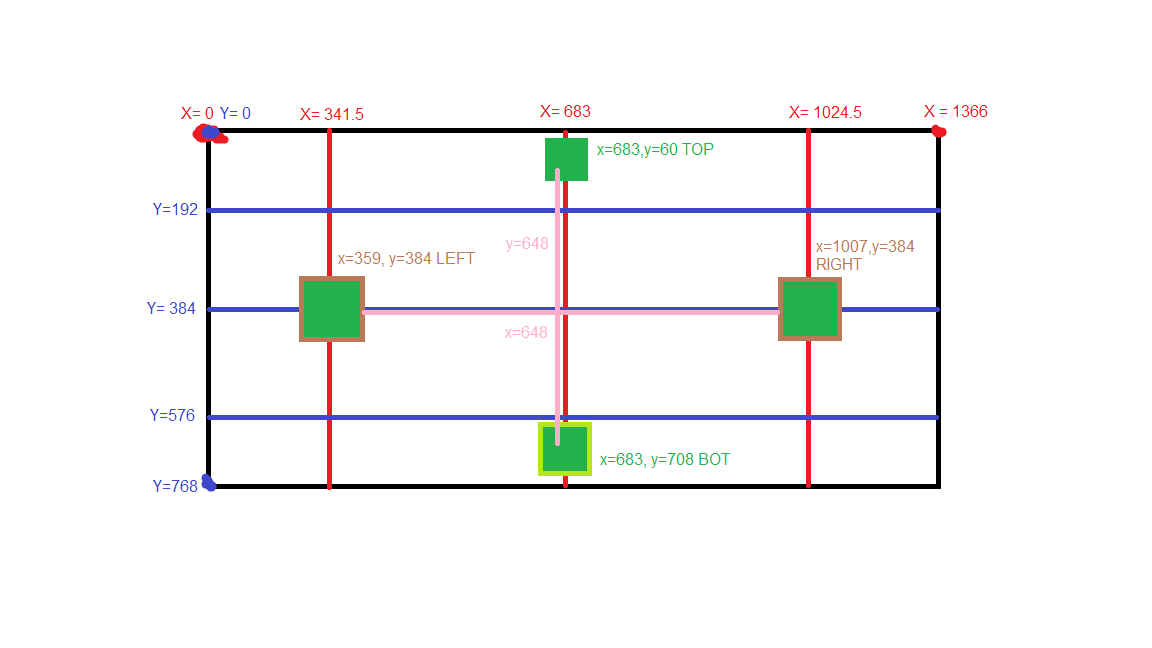 X= 0 Y= 0
X= 341.5
X= 683
X= 1024.5
X = 1366
x=683,y=60 TOP
Y=192
y=648
x=1007,y=384
RIGHT
x=359, y=384 LEFT
Y= 384
x=648
Y=576
x=683, y=708 BOT
Y=768